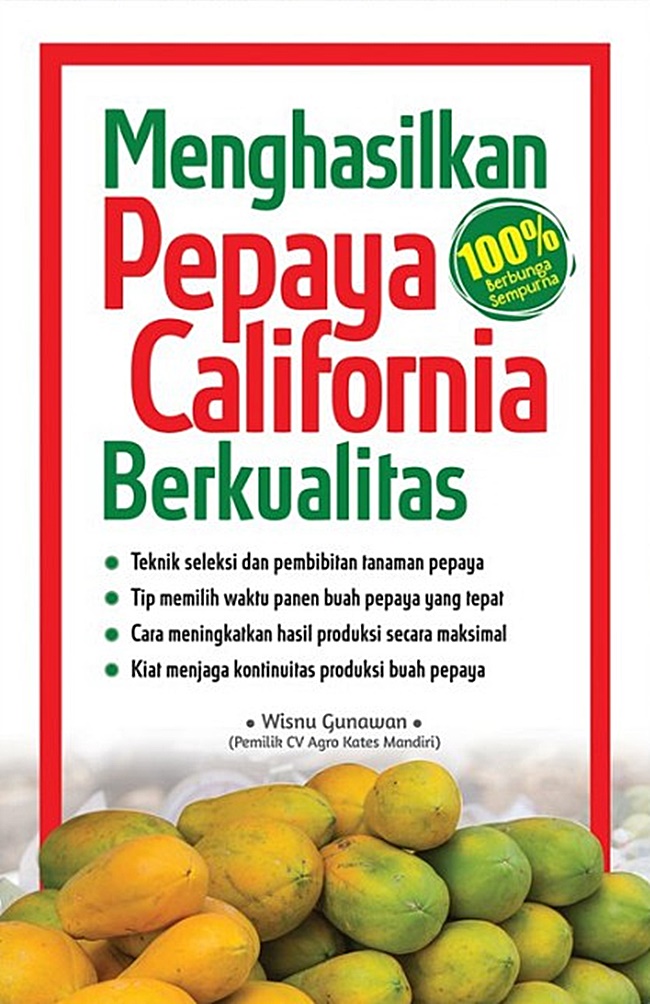 Menghasilkan
Pepaya
100%
Berbunga
Sempurna
California
Berkualitas
Teknik seleksi dan pembibitan tanaman pepaya
Tip memilih waktu panen buah pepaya yang tepat
Cara meningkatkan hasil produksi secara maksimal
Kiat menjaga kontinuitas produksi buah pepaya
• Wisnu Gunawan •
(Pemilik CV Agro Kates Mandiri)